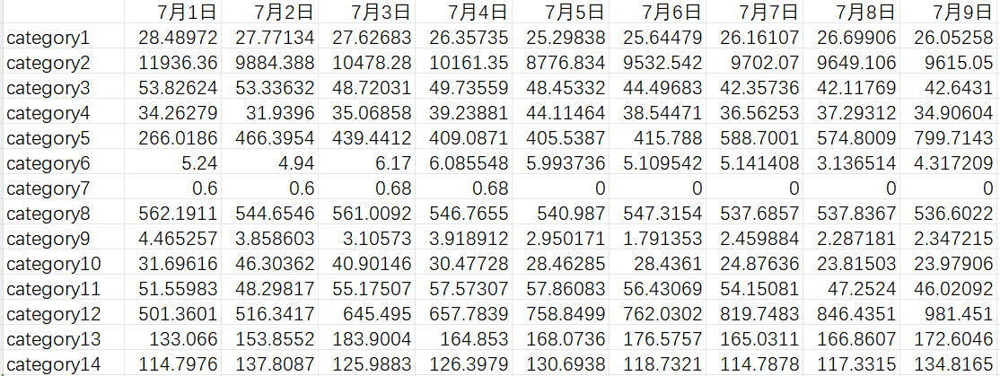 7月1日 7月2日 7月3日 7月4日 7月5日 7月6日 7月7日 7月8日 7月9日
category1 28.48972 27.77134 27.62683 26.35735 25.29838 25.64479 26.16107 26.69906 26.05258
category2 11936.36 9884.388 10478.28 10161.35 8776.834 9532.542 9702.07 9649.106 9615.05
category3 53.82624 53.33632 48.72031 49.73559 48.45332 44.49683 42.35736 42.11769 42.6431
category4 34.26279 31.9396 35.06858 39.23881 44.11464 38.54471 36.56253 37.29312 34.90604
category5 266.0186 466.3954 439.4412 409.0871 405.5387 415.788 588.7001 574.8009 799.7143
category6 5.24 4.94 6.17 6.085548 5.993736 5.109542 5.141408 3.136514 4.317209
category7 0.6 0.6 0.68 0.68 0 0 0 0 0
category8 562.1911 544.6546 561.0092 546.7655 540.987 547.3154 537.6857 537.8367 536.6022
category9 4.465257 3.858603 3.10573 3.918912 2.950171 1.791353 2.459884 2.287181 2.347215
category10 31.69616 46.30362 40.90146 30.47728 28.46285 28.4361 24.87636 23.81503 23.97906
category11 51.55983 48.29817 55.17507 57.57307 57.86083 56.43069 54.15081 47.2524 46.02092
category12 501.3601 516.3417 645.495 657.7839 758.8499 762.0302 819.7483 846.4351 981.451
category13 133.066 153.8552 183.9004 164.853 168.0736 176.5757 165.0311 166.8607 172.6046
category14 114.7976 137.8087 125.9883 126.3979 130.6938 118.7321 114.7878 117.3315 134.8165